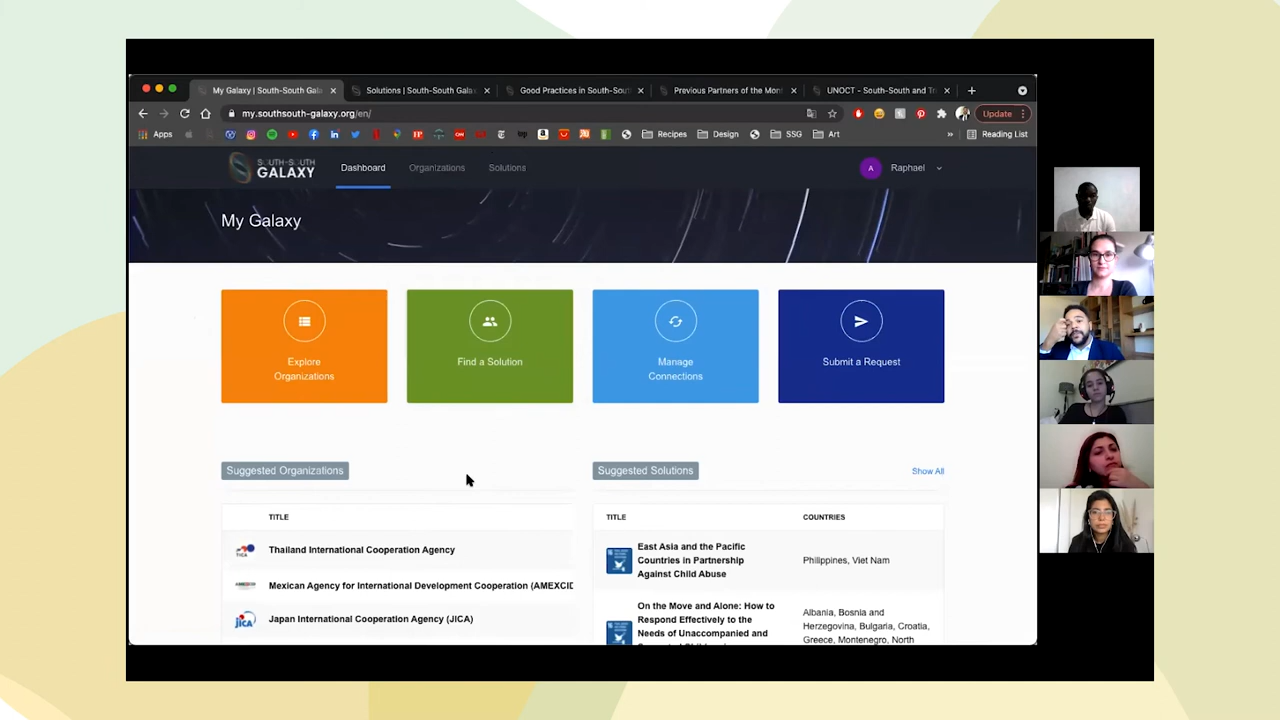 My Galaxy | South-South Gala
Solutions | South-South Gala
Good Practices in South-Sout
Previous Partners of the Mont
UNOCT - South-South and Tri
my.southsouth-galaxy.org/en/
Update
Apps
Recipes
Design
SSG
Art
Reading List
SOUTH-SOUTH
GALAXY
Dashboard
Organizations
Solutions
A
Raphael
My Galaxy
Explore
Organizations
Find a Solution
Manage
Connections
Submit a Request
Suggested Organizations
TITLE
Thailand International Cooperation Agency
Mexican Agency for International Development Cooperation (AMEXCID
JICA
Japan International Cooperation Agency (JICA)
Suggested Solutions
Show All
TITLE
COUNTRIES
East Asia and the Pacific
Countries in Partnership
Against Child Abuse
Philippines, Viet Nam
On the Move and Alone: How to
Respond Effectively to the
Needs of Unaccompanied and
Albania, Bosnia and
Herzegovina, Bulgaria, Croatia,
Greece, Montenegro, North